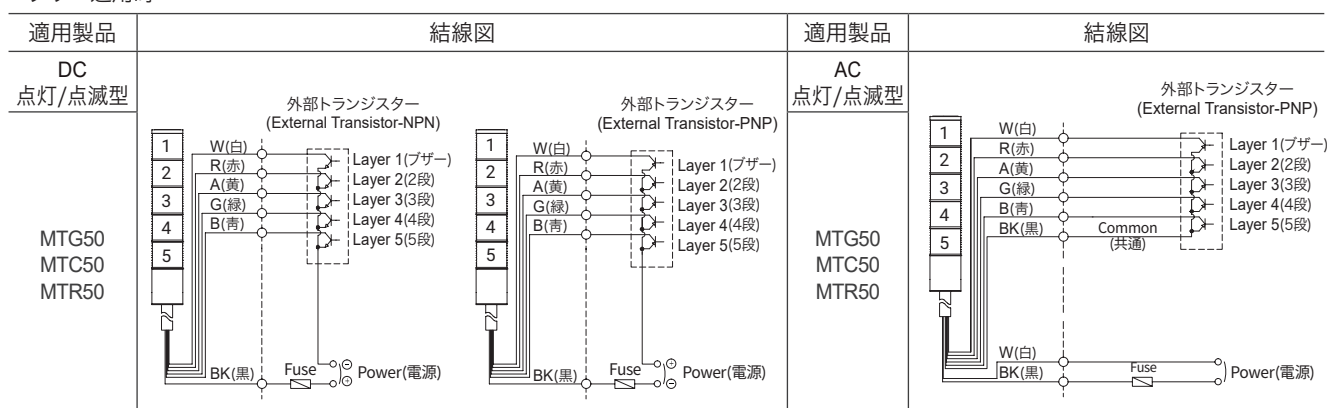 適用製品
結線図
適用製品
結線図
DC
点灯/点滅型
MTG50
MTC50
MTR50
外部トランジスター
(External Transistor-NPN)
1
2
3
4
5
W(白)
R(赤)
A(黄)
G(緑)
B(青)
Layer 1(ブザー)
Layer 2(2段)
Layer 3(3段)
Layer 4(4段)
Layer 5(5段)
BK(黒)
Fuse
⊖
⊕
Power(電源)
外部トランジスター
(External Transistor-PNP)
1
2
3
4
5
W(白)
R(赤)
A(黄)
G(緑)
B(青)
Layer 1(ブザー)
Layer 2(2段)
Layer 3(3段)
Layer 4(4段)
Layer 5(5段)
BK(黒)
Fuse
⊕
⊖
Power(電源)
AC
点灯/点滅型
MTG50
MTC50
MTR50
外部トランジスター
(External Transistor-PNP)
1
2
3
4
5
W(白)
R(赤)
A(黄)
G(緑)
B(青)
BK(黒)
Common
(共通)
Layer 1(ブザー)
Layer 2(2段)
Layer 3(3段)
Layer 4(4段)
Layer 5(5段)
W(白)
BK(黒)
Fuse
Power(電源)